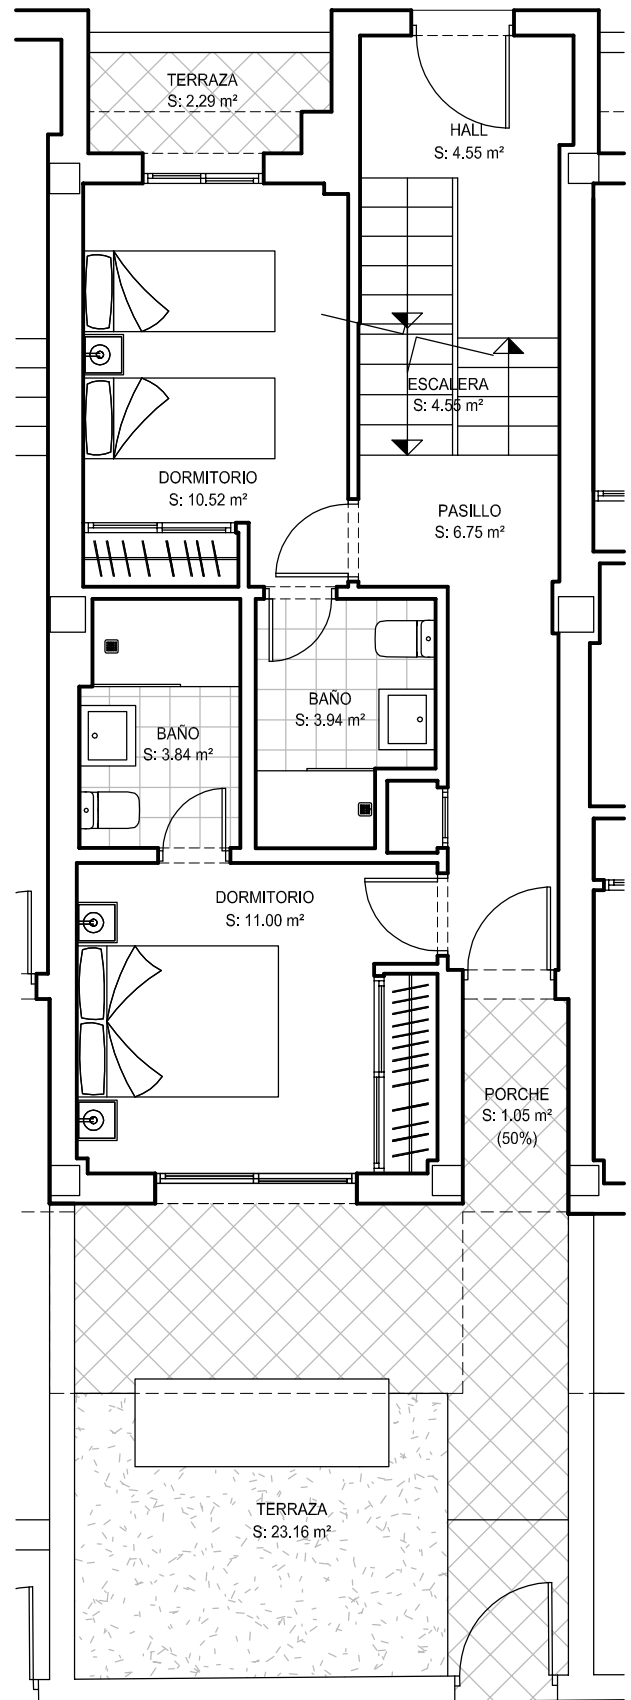 TERRAZA
S: 2.29 m²
HALL
S: 4.55 m²
ESCALERA
S: 4.55 m²
DORMITORIO
S: 10.52 m²
PASILLO
S: 6.75 m²
BAÑO
S: 3.94 m²
BAÑO
S: 3.84 m²
DORMITORIO
S: 11.00 m²
PORCHE
S: 1.05 m²
(50%)
TERRAZA
S: 23.16 m²